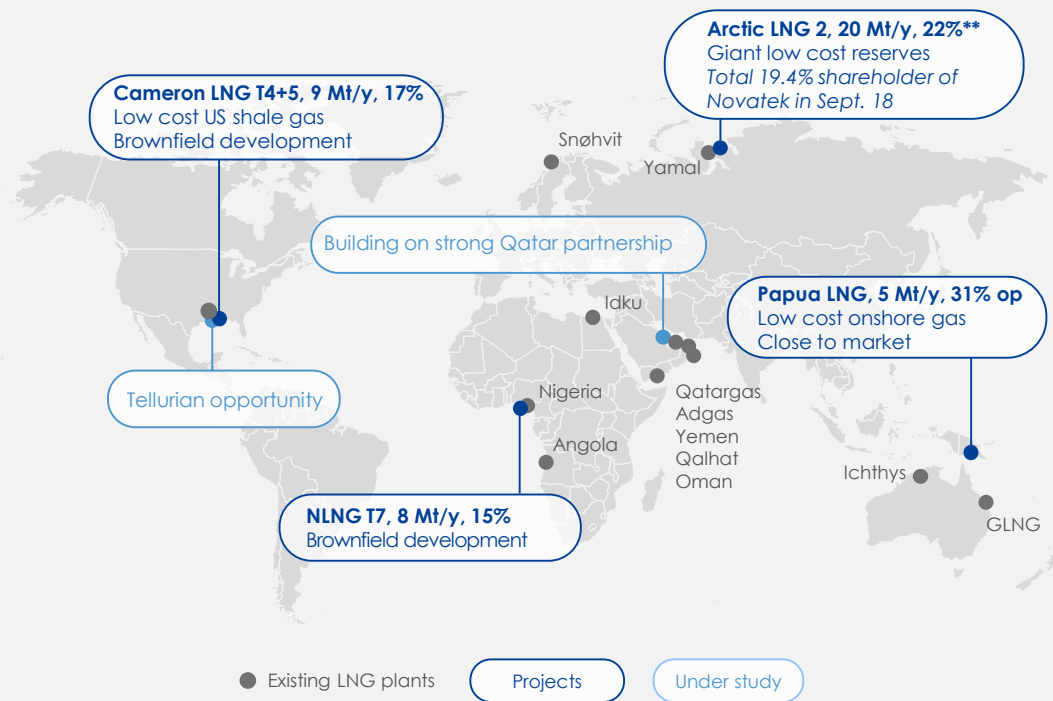 Arctic LNG 2, 20 Mt/y, 22%**
Giant low cost reserves
Total 19.4% shareholder of
Novatek in Sept. 18
Cameron LNG T4+5, 9 Mt/y, 17%
Low cost US shale gas
Brownfield development
Snøhvit
Yamal
Building on strong Qatar partnership
Papua LNG, 5 Mt/y, 31% op
Low cost onshore gas
Close to market
Idku
Tellurian opportunity
Nigeria
Qatargas
Adgas
Yemen
Qalhat
Oman
Angola
Ichthys
GLNG
NLNG T7, 8 Mt/y, 15%
Brownfield development
Existing LNG plants
Projects
Under study